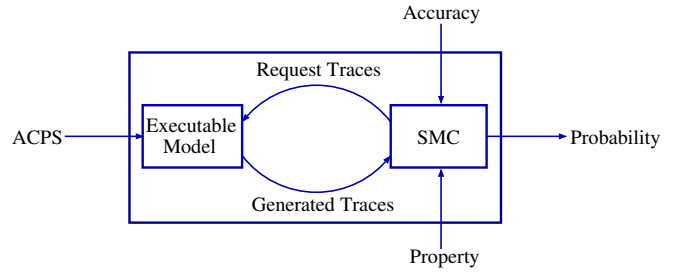 Accuracy
Request Traces
ACPS
Executable
Model
SMC
Probability
Generated Traces
Property